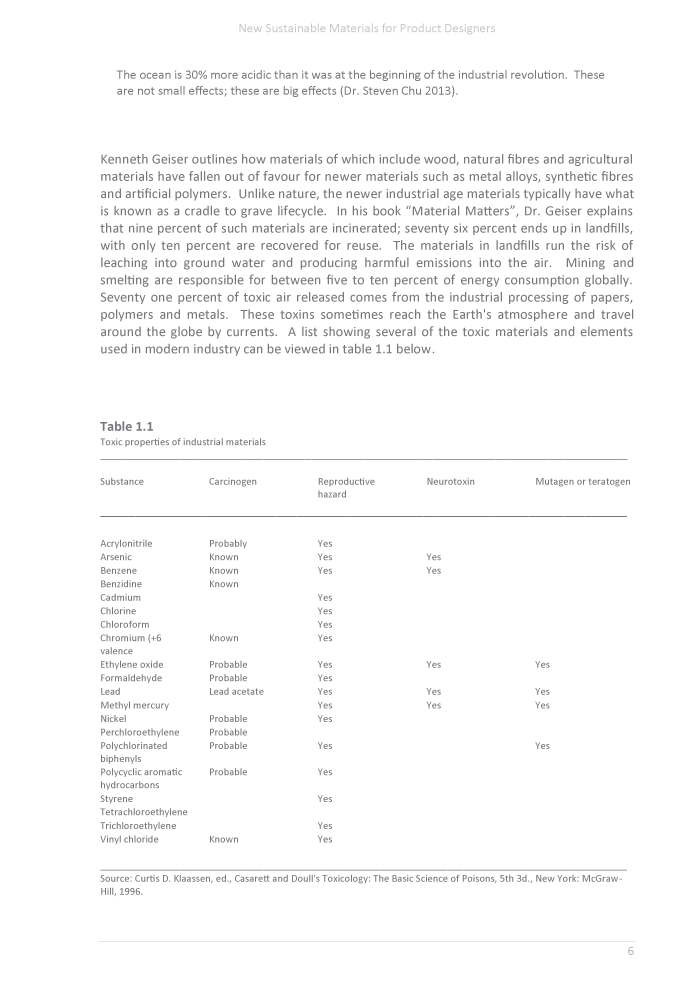 New Sustainable Materials for Product Designers
The ocean is 30% more acidic than it was at the beginning of the industrial revolution.  These
are not small effects; these are big effects (Dr. Steven Chu 2013).
Kenneth Geiser outlines how materials of which include wood, natural fibres and agricultural
materials have fallen out of favour for newer materials such as metal alloys, synthetic fibres
and artificial polymers.  Unlike nature, the newer industrial age materials typically have what
is known as a cradle to grave lifecycle.  In his book “Material Matters”, Dr. Geiser explains
that nine percent of such materials are incinerated; seventy six percent ends up in landfills,
with only ten percent are recovered for reuse.  The materials in landfills run the risk of
leaching into ground water and producing harmful emissions into the air.  Mining and
smelting are responsible for between five to ten percent of energy consumption globally.
Seventy one percent of toxic air released comes from the industrial processing of papers,
polymers and metals.  These toxins sometimes reach the Earth's atmosphere and travel
around the globe by currents.  A list showing several of the toxic materials and elements
used in modern industry can be viewed in table 1.1 below.
Table 1.1
Toxic properties of industrial materials
Substance Carcinogen Reproductive Neurotoxin Mutagen or teratogen
hazard
Acrylonitrile Probably Yes
Arsenic Known Yes Yes
Benzene Known Yes Yes
Benzidine Known
Cadmium Yes
Chlorine Yes
Chloroform Yes
Chromium (+6 Known Yes
valence
Ethylene oxide Probable Yes Yes Yes
Formaldehyde Probable Yes
Lead Lead acetate Yes Yes Yes
Methyl mercury Yes Yes Yes
Nickel Probable Yes
Perchloroethylene Probable
Polychlorinated Probable Yes Yes
biphenyls
Polycyclic aromatic Probable Yes
hydrocarbons
Styrene Yes
Tetrachloroethylene
Trichloroethylene Yes
Vinyl chloride Known Yes
Source: Curtis D. Klaassen, ed., Casarett and Doull's Toxicology: The Basic Science of Poisons, 5th 3d., New York: McGraw-
Hill, 1996.
6